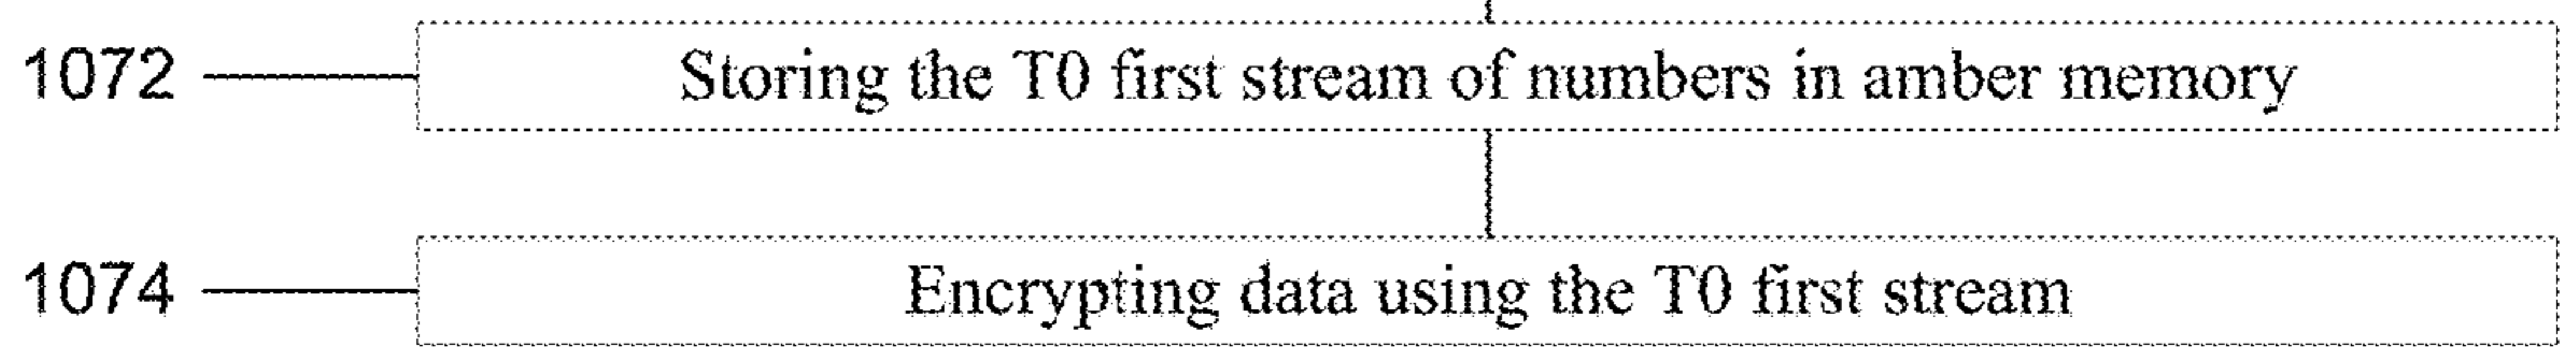 1072 Storing the T0 first stream of numbers in amber memory
1074 Encrypting data using the T0 first stream